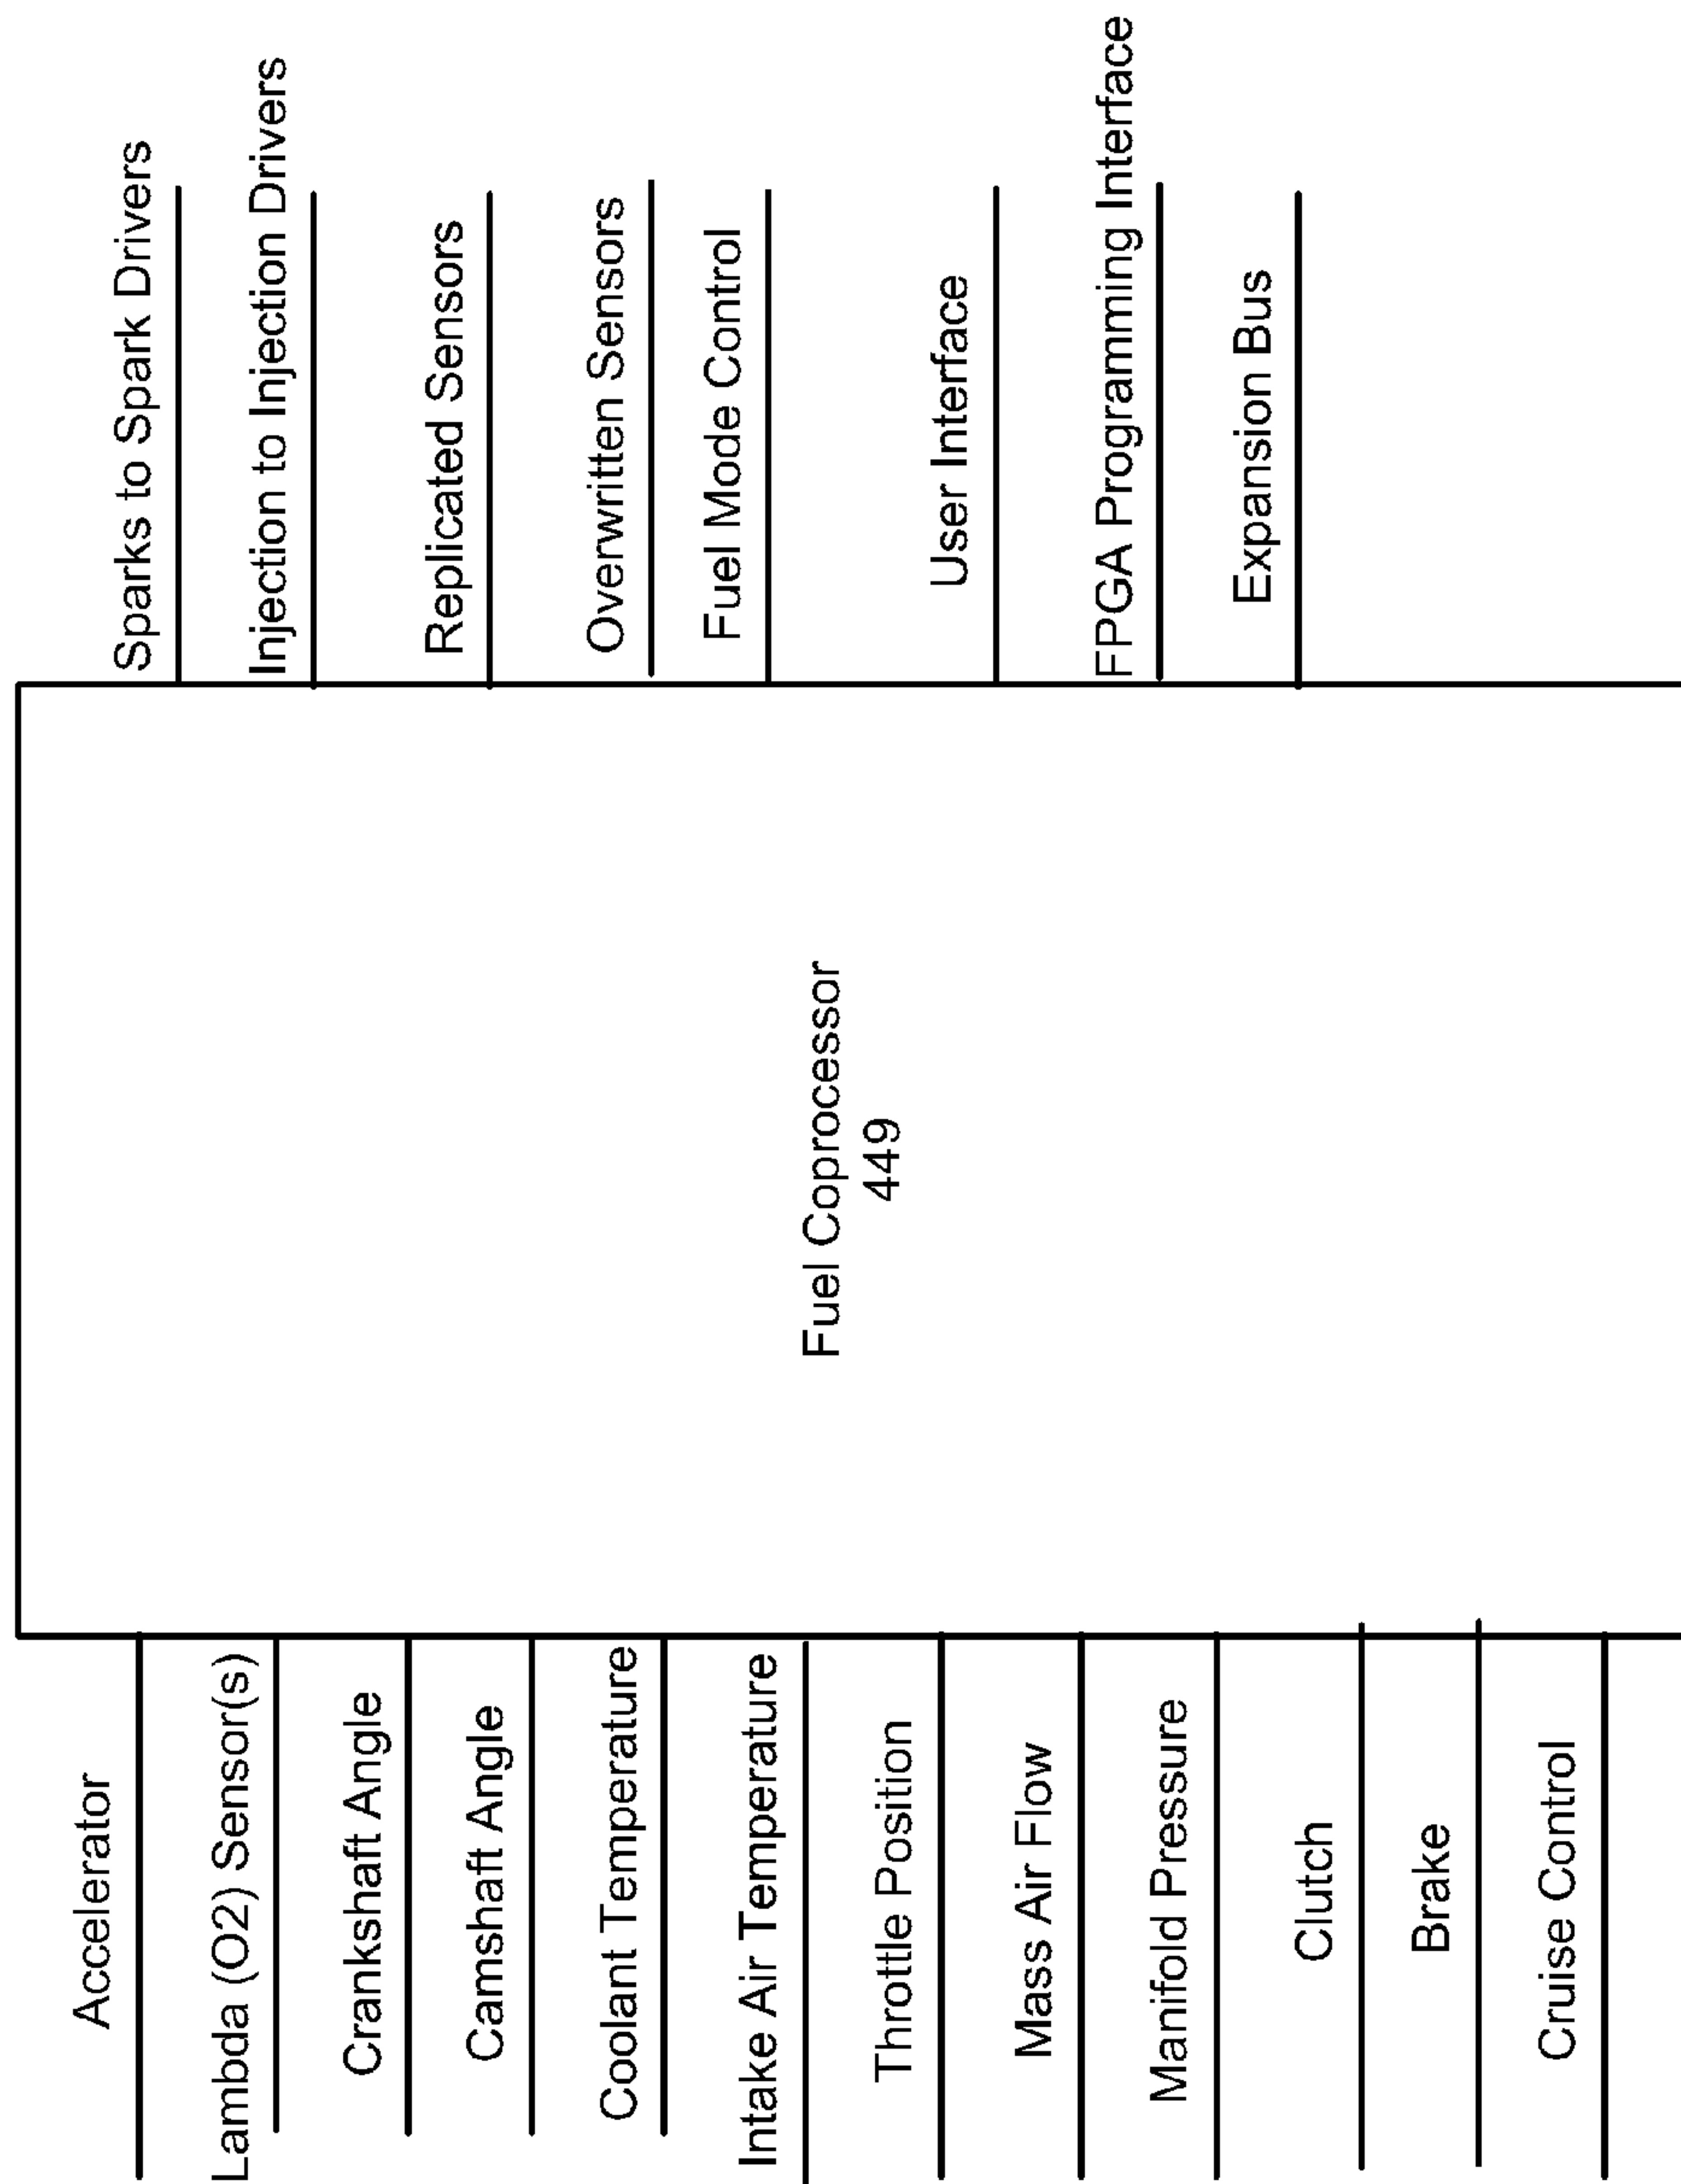 Accelerator
Lambda (O2) Sensor(s)
Crankshaft Angle
Camshaft Angle
Coolant Temperature
Intake Air Temperature
Throttle Position
Mass Air Flow
Manifold Pressure
Clutch
Brake
Cruise Control
Fuel Coprocessor
449
Sparks to Spark Drivers
Injection to Injection Drivers
Replicated Sensors
Overwritten Sensors
Fuel Mode Control
User Interface
FPGA Programming Interface
Expansion Bus